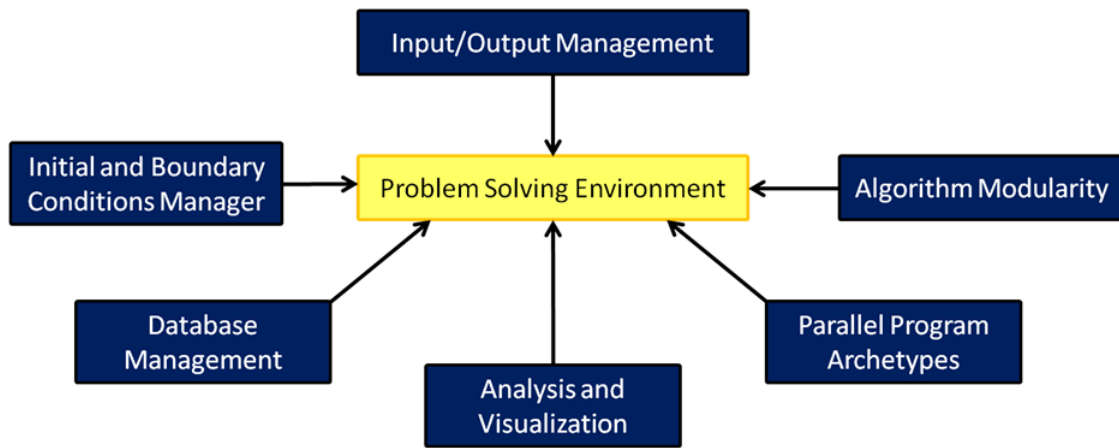 Input/Output Management
Initial and Boundary
Conditions Manager
Problem Solving Environment
Algorithm Modularity
Database
Management
Analysis and
Visualization
Parallel Program
Archetypes